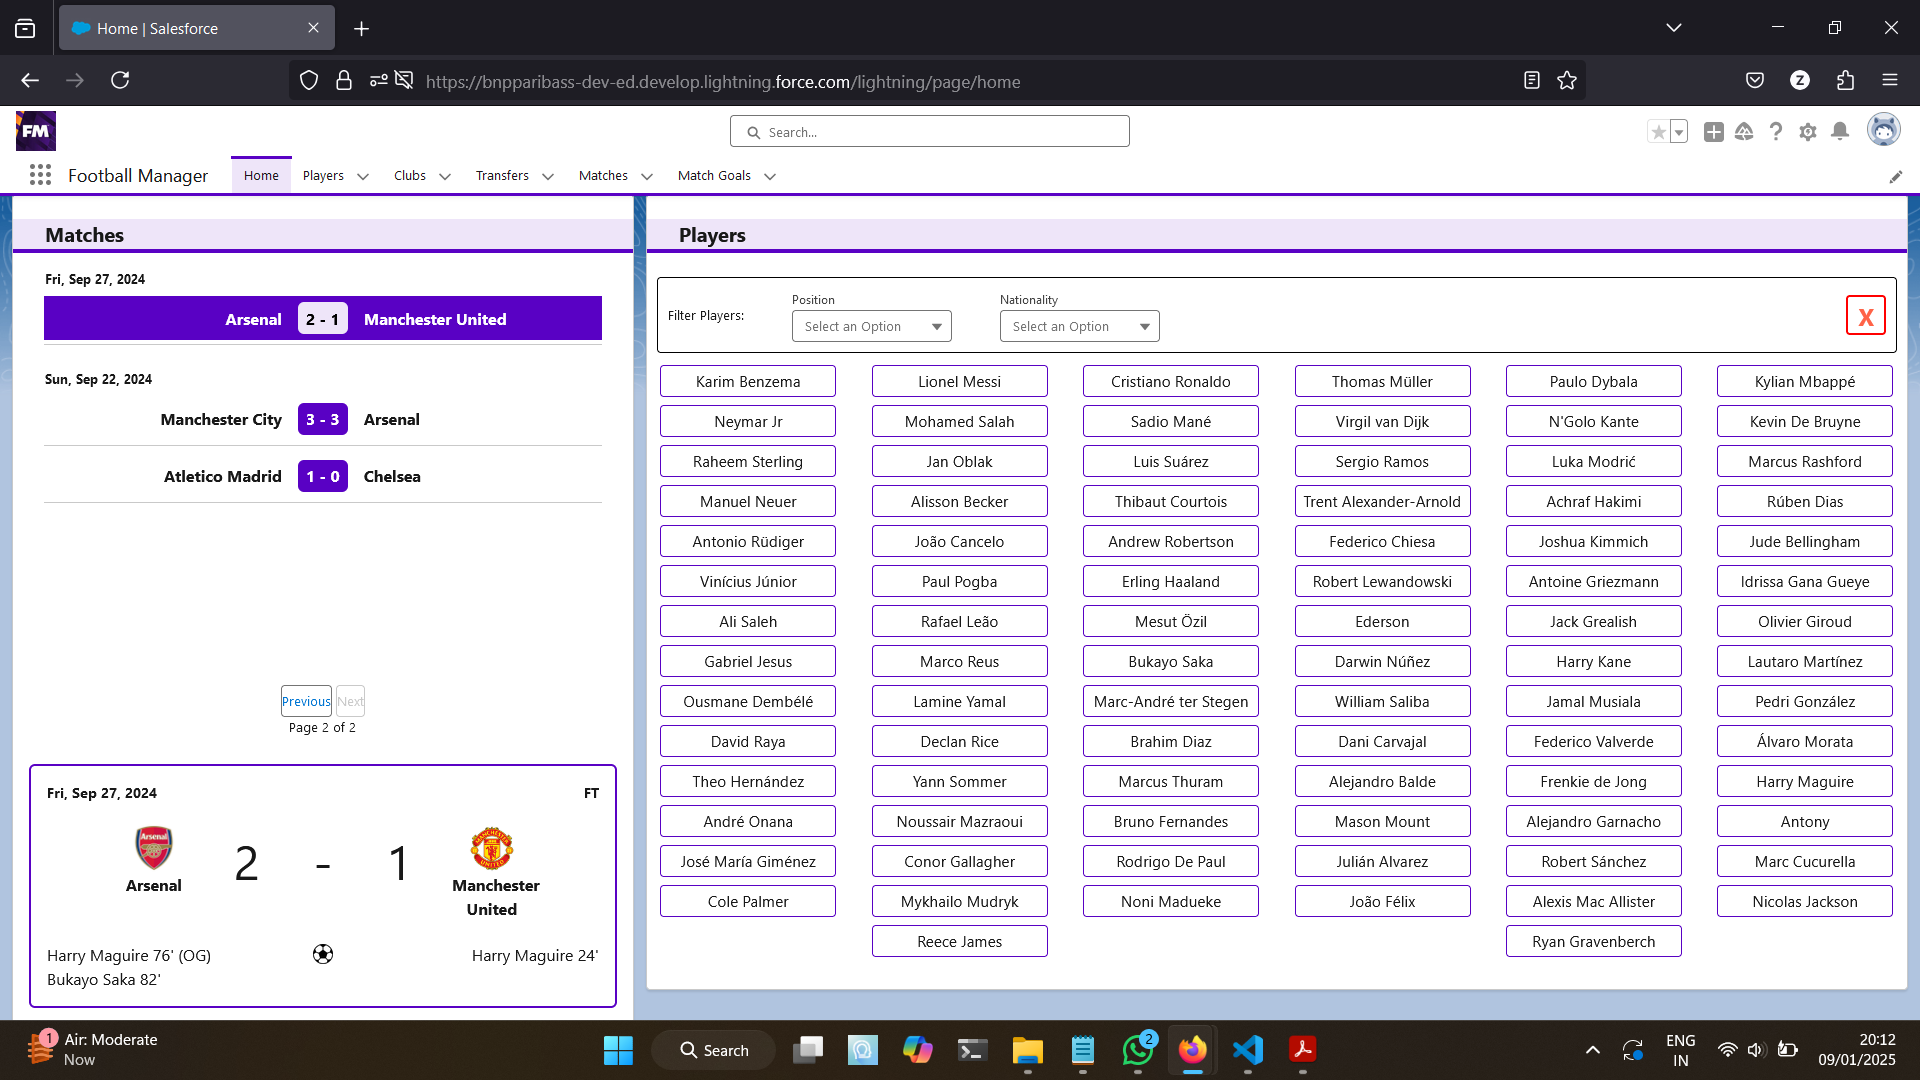 Home | Salesforce
https://bnpparibass-dev-ed.develop.lightning.force.com/lightning/page/home
Z
FM
Search...
Football Manager
Home
Players
Clubs
Transfers
Matches
Match Goals
Matches
Fri, Sep 27, 2024
Arsenal 2 - 1 Manchester United
Sun, Sep 22, 2024
Manchester City 3 - 3 Arsenal
Atletico Madrid 1 - 0 Chelsea
Previous Next
Page 2 of 2
Fri, Sep 27, 2024 FT
Arsenal
2 - 1
Arsenal
Manchester
United
Harry Maguire 76' (OG)
Harry Maguire 24'
Bukayo Saka 82'
Players
Filter Players:
Position
Select an Option
Nationality
Select an Option
X
Karim Benzema Lionel Messi Cristiano Ronaldo Thomas Müller Paulo Dybala Kylian Mbappé
Neymar Jr Mohamed Salah Sadio Mané Virgil van Dijk N'Golo Kante Kevin De Bruyne
Raheem Sterling Jan Oblak Luis Suárez Sergio Ramos Luka Modrić Marcus Rashford
Manuel Neuer Alisson Becker Thibaut Courtois Trent Alexander-Arnold Achraf Hakimi Rúben Dias
Antonio Rüdiger João Cancelo Andrew Robertson Federico Chiesa Joshua Kimmich Jude Bellingham
Vinícius Júnior Paul Pogba Erling Haaland Robert Lewandowski Antoine Griezmann Idrissa Gana Gueye
Ali Saleh Rafael Leão Mesut Özil Ederson Jack Grealish Olivier Giroud
Gabriel Jesus Marco Reus Bukayo Saka Darwin Núñez Harry Kane Lautaro Martínez
Ousmane Dembélé Lamine Yamal Marc-André ter Stegen William Saliba Jamal Musiala Pedri González
David Raya Declan Rice Brahim Diaz Dani Carvajal Federico Valverde Álvaro Morata
Theo Hernández Yann Sommer Marcus Thuram Alejandro Balde Frenkie de Jong Harry Maguire
André Onana Noussair Mazraoui Bruno Fernandes Mason Mount Alejandro Garnacho Antony
José María Giménez Conor Gallagher Rodrigo De Paul Julián Alvarez Robert Sánchez Marc Cucurella
Cole Palmer Mykhailo Mudryk Noni Madueke João Félix Alexis Mac Allister Nicolas Jackson
Reece James Ryan Gravenberch
1
Air: Moderate
Now
Search
2
ENG
IN
20:12
09/01/2025